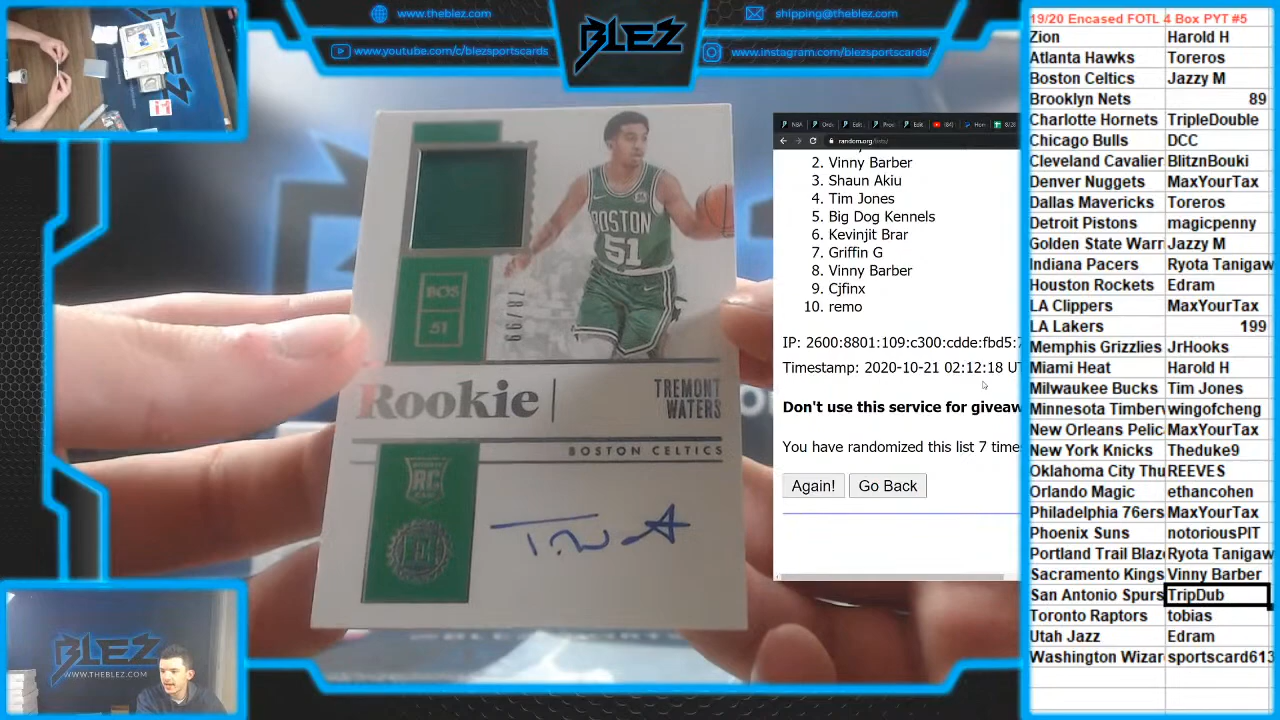 www.theblez.com
www.youtube.com/c/blezsportscards
BLEZ
shipping@theblez.com
www.instagram.com/blezsportscards/
random.org/lists/
2. Vinny Barber
3. Shaun Akiu
4. Tim Jones
5. Big Dog Kennels
6. Kevinjit Brar
7. Griffin G
8. Vinny Barber
9. Cjfinx
10. remo
IP: 2600:8801:109:c300:cdde:fbd5:
Timestamp: 2020-10-21 02:12:18 U
Don't use this service for giveaw
You have randomized this list 7 time
Again! Go Back
BOSTON
51
BOS
51
78/99
Rookie
TREMONT
WATERS
BOSTON CELTICS
RC
T. Wat
BLEZ
WWW.THEBLEZ.COM
19/20 Encased FOTL 4 Box PYT #5
Zion Harold H
Atlanta Hawks Toreros
Boston Celtics Jazzy M
Brooklyn Nets 89
Charlotte Hornets TripleDouble
Chicago Bulls DCC
Cleveland Cavalier BlitznBouki
Denver Nuggets MaxYourTax
Dallas Mavericks Toreros
Detroit Pistons magicpenny
Golden State Warr Jazzy M
Indiana Pacers Ryota Tanigaw
Houston Rockets Edram
LA Clippers MaxYourTax
LA Lakers 199
Memphis Grizzlies JrHooks
Miami Heat Harold H
Milwaukee Bucks Tim Jones
Minnesota Timberv wingofcheng
New Orleans Pelic MaxYourTax
New York Knicks Theduke9
Oklahoma City Thu REEVES
Orlando Magic ethancohen
Philadelphia 76ers MaxYourTax
Phoenix Suns notoriousPIT
Portland Trail Blaz Ryota Tanigaw
Sacramento Kings Vinny Barber
San Antonio Spurs TripDub
Toronto Raptors tobias
Utah Jazz Edram
Washington Wizar sportscard613